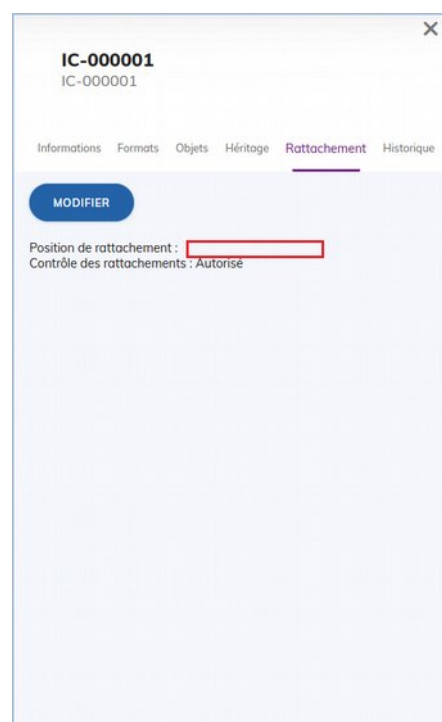 IC-000001
IC-000001
Informations Formats Objets Héritage Rattachement Historique
MODIFIER
Position de rattachement :
Contrôle des rattachements : Autorisé